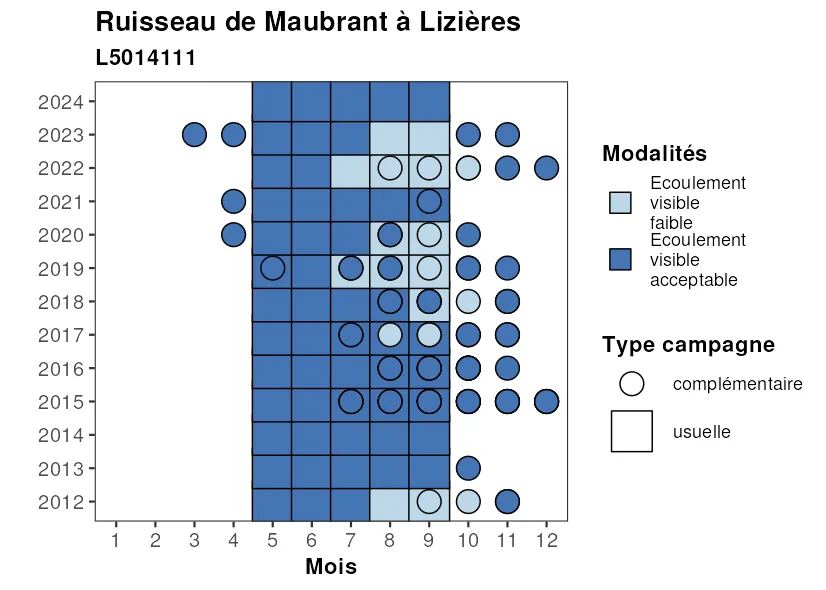 Ruisseau de Maubrant à Lizières
L5014111
2024
2023
2022
2021
2020
2019
2018
2017
2016
2015
2014
2013
2012
1 2 3 4 5 6 7 8 9 10 11 12
Mois
Modalités
Ecoulement
visible
faible
Ecoulement
visible
acceptable
Type campagne
complémentaire
usuelle